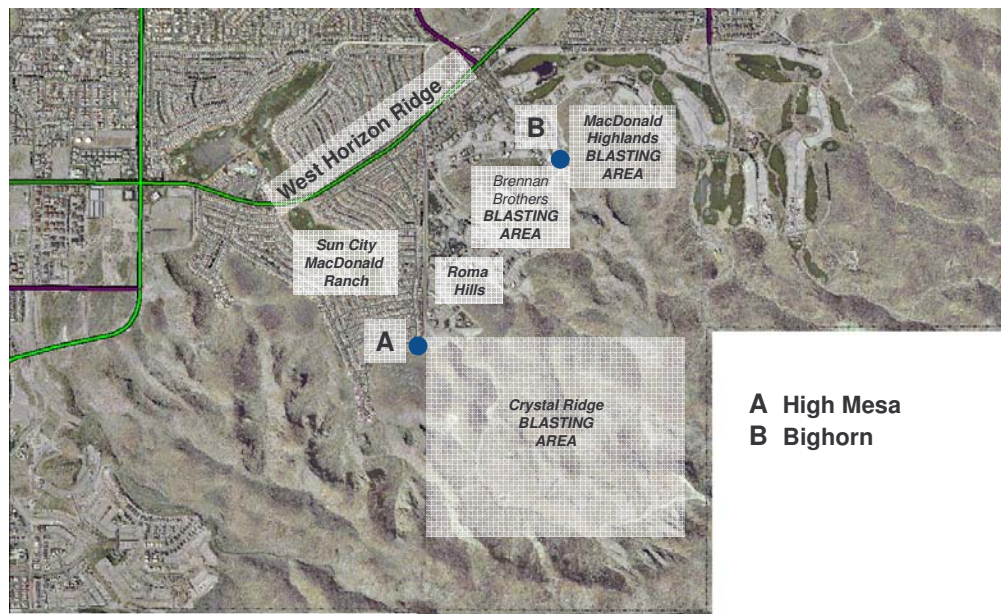 West Horizon Ridge
B
MacDonald
Highlands
BLASTING
AREA
Brennan
Brothers
BLASTING
AREA
Sun City
MacDonald
Ranch
Roma
Hills
A
Crystal Ridge
BLASTING
AREA
A High Mesa
B Bighorn